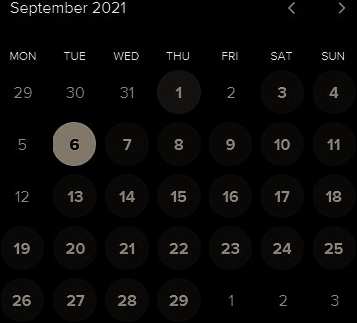 September 2021
MON TUE WED THU FRI SAT SUN
29 30 31 1 2 3 4
5 6 7 8 9 10 11
12 13 14 15 16 17 18
19 20 21 22 23 24 25
26 27 28 29 1 2 3